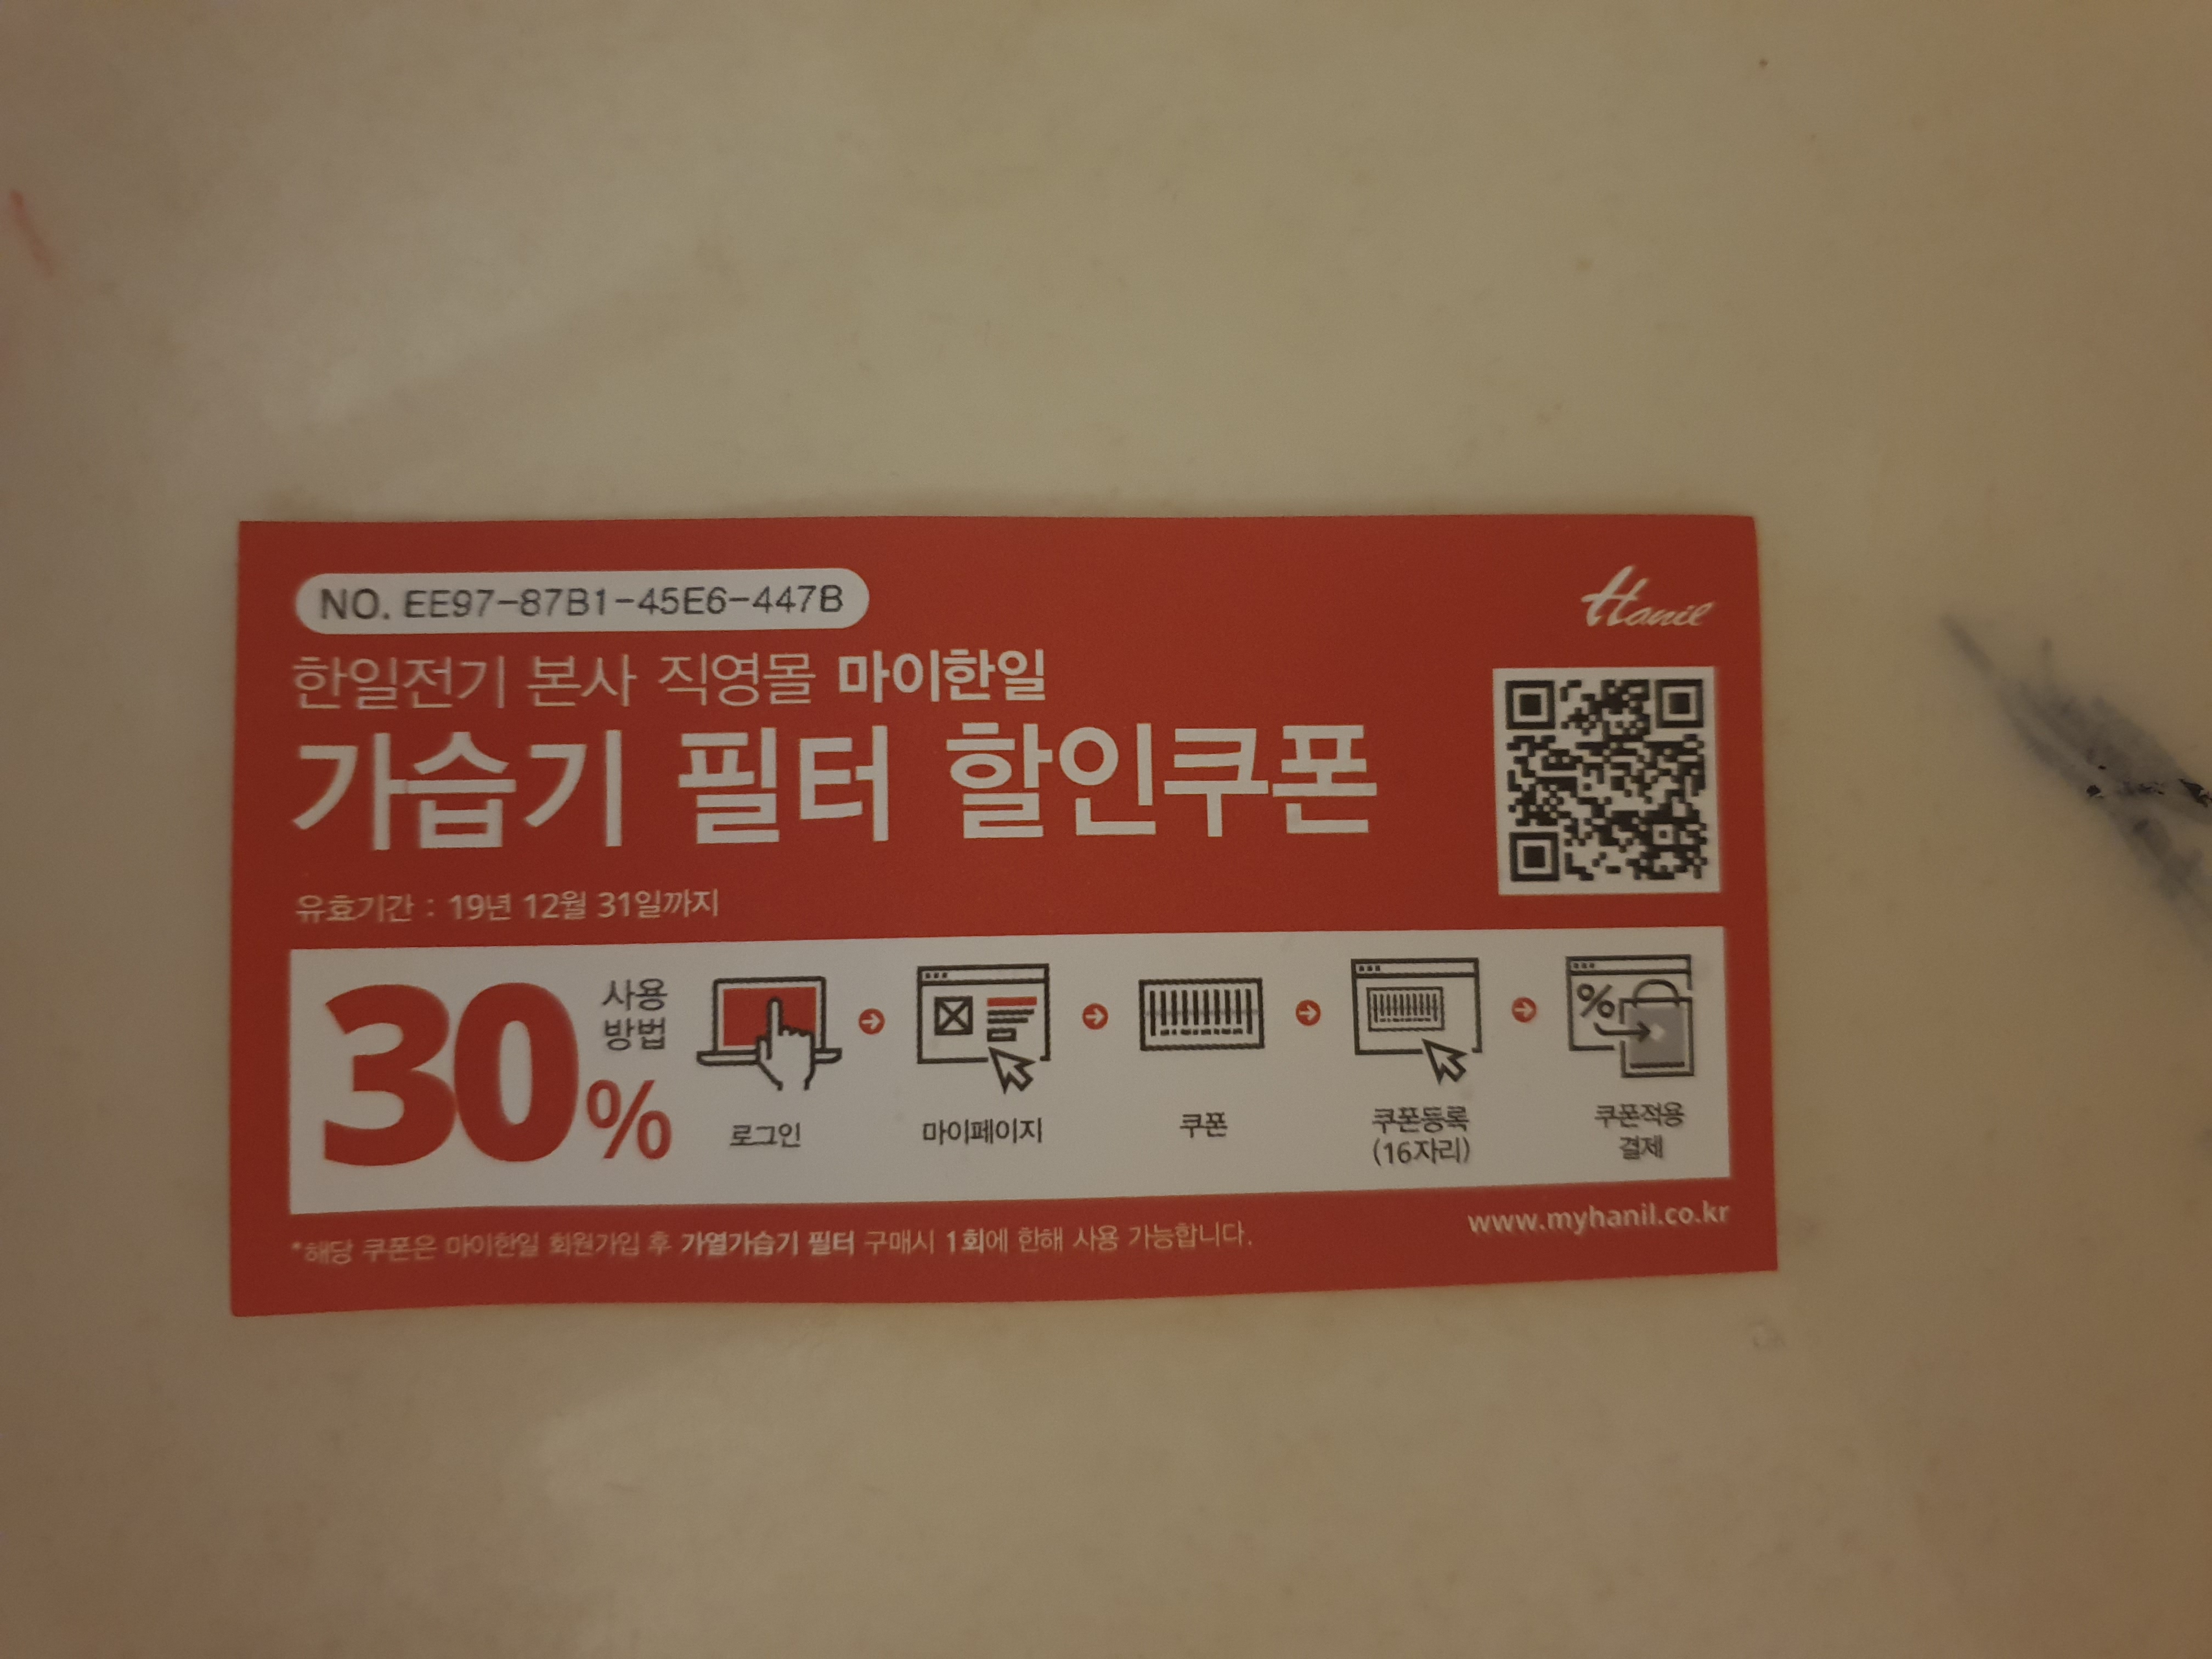 NO. EE97-87B1-45E6-447B
Hanil
한일전기 본사 직영몰 마이한일
가습기 필터 할인쿠폰
유효기간 : 19년 12월 31일까지
30%
사용
방법
로그인
마이페이지
쿠폰
쿠폰등록
(16자리)
%
쿠폰적용
결제
*해당 쿠폰은 마이한일 회원가입 후 가열가습기 필터 구매시 1회에 한해 사용 가능합니다.
www.myhanil.co.kr